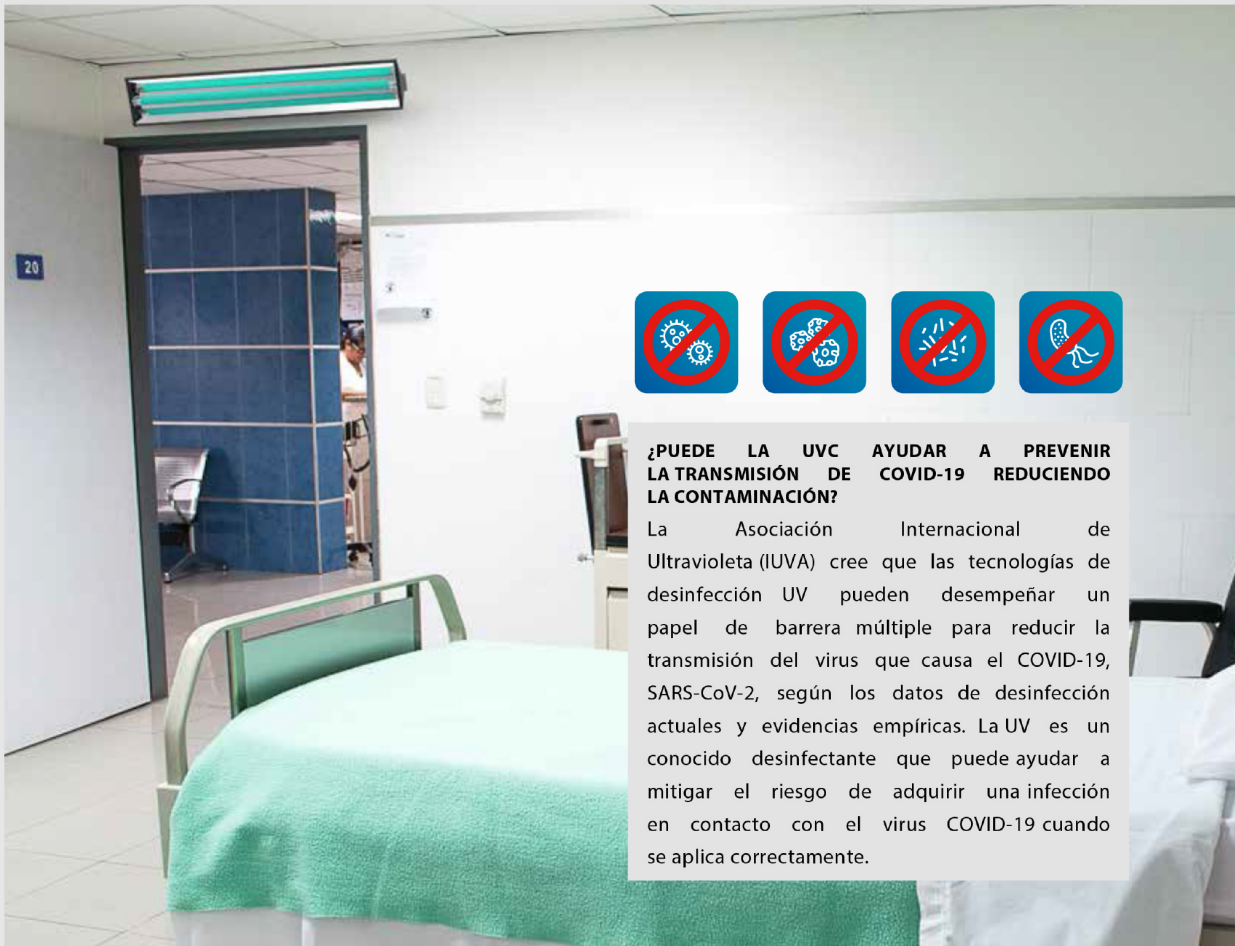 20
¿PUEDE LA UVC AYUDAR A PREVENIR
LA TRANSMISIÓN DE COVID-19 REDUCIENDO
LA CONTAMINACIÓN?
La Asociación Internacional de
Ultravioleta (IUVA) cree que las tecnologías de
desinfección UV pueden desempeñar un
papel de barrera múltiple para reducir la
transmisión del virus que causa el COVID-19,
SARS-CoV-2, según los datos de desinfección
actuales y evidencias empíricas. La UV es un
conocido desinfectante que puede ayudar a
mitigar el riesgo de adquirir una infección
en contacto con el virus COVID-19 cuando
se aplica correctamente.